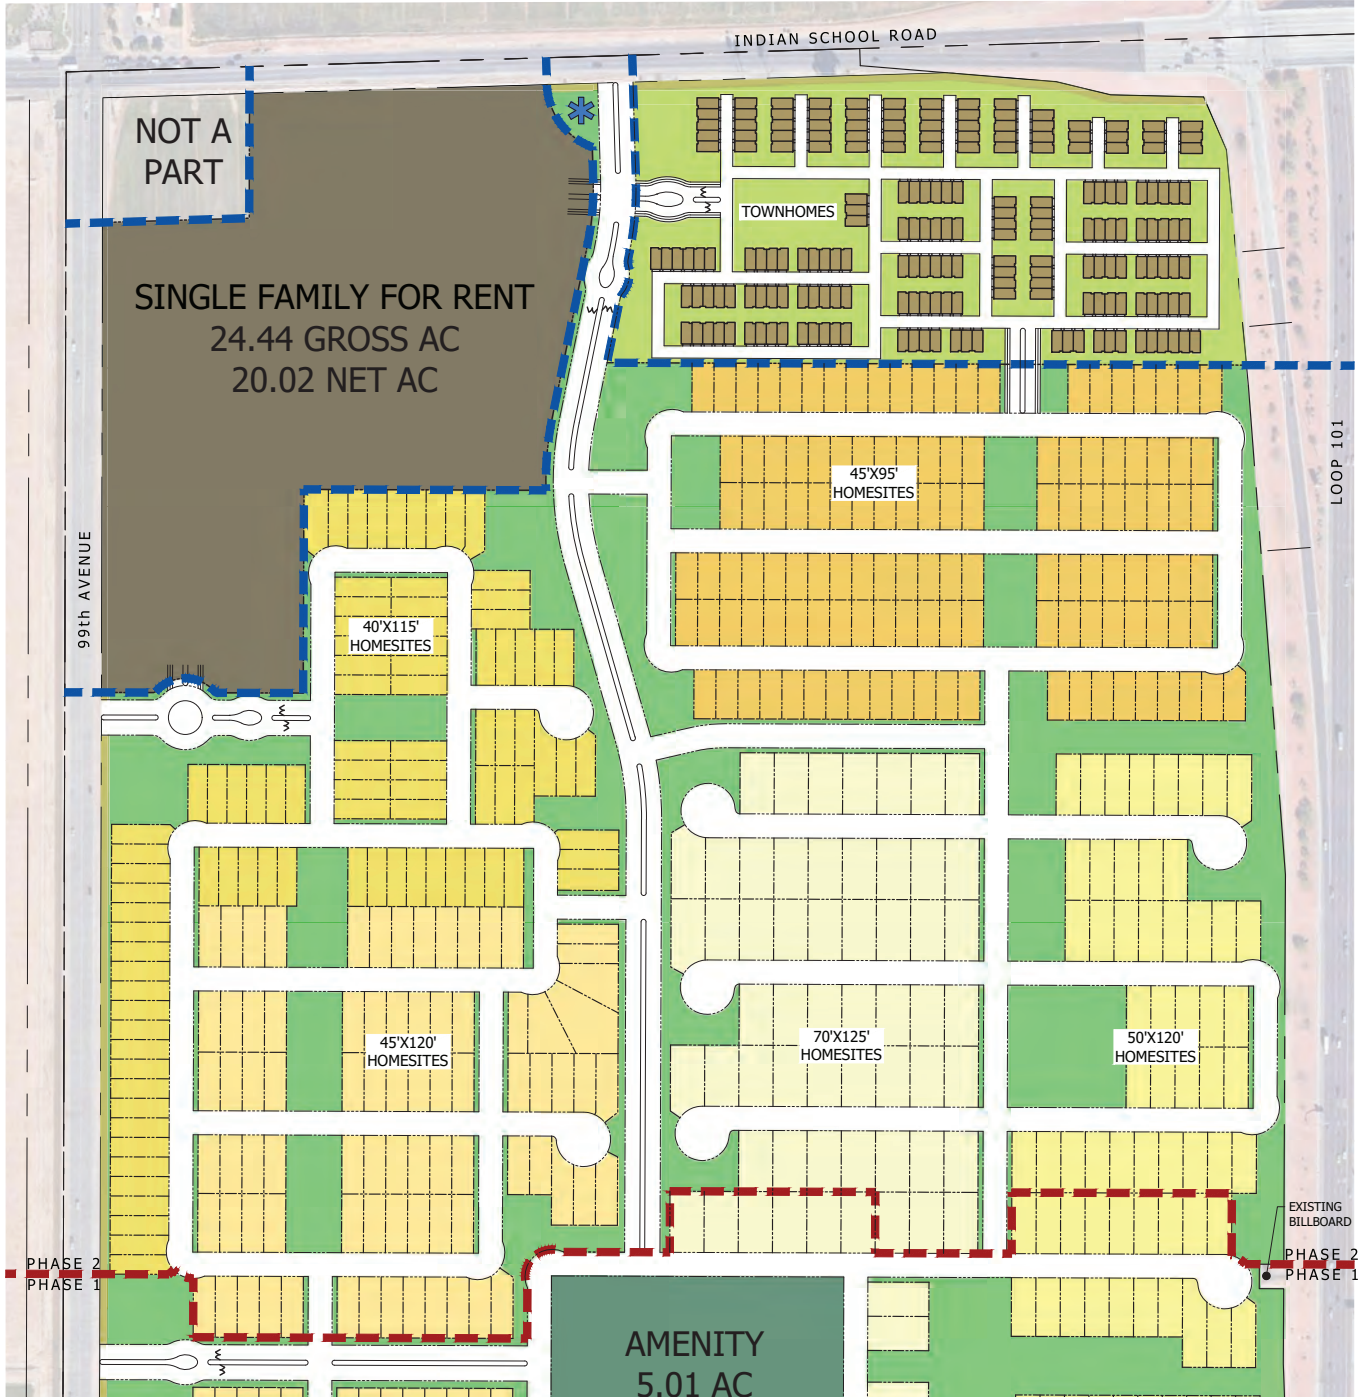 INDIAN SCHOOL ROAD
NOT A
PART
TOWNHOMES
SINGLE FAMILY FOR RENT
24.44 GROSS AC
20.02 NET AC
LOOP 101
45'X95'
HOMESITES
99th AVENUE
40'X115'
HOMESITES
45'X120'
HOMESITES
70'X125'
HOMESITES
50'X120'
HOMESITES
EXISTING
BILLBOARD
PHASE 2
PHASE 1
PHASE 2
PHASE 1
AMENITY
5.01 AC